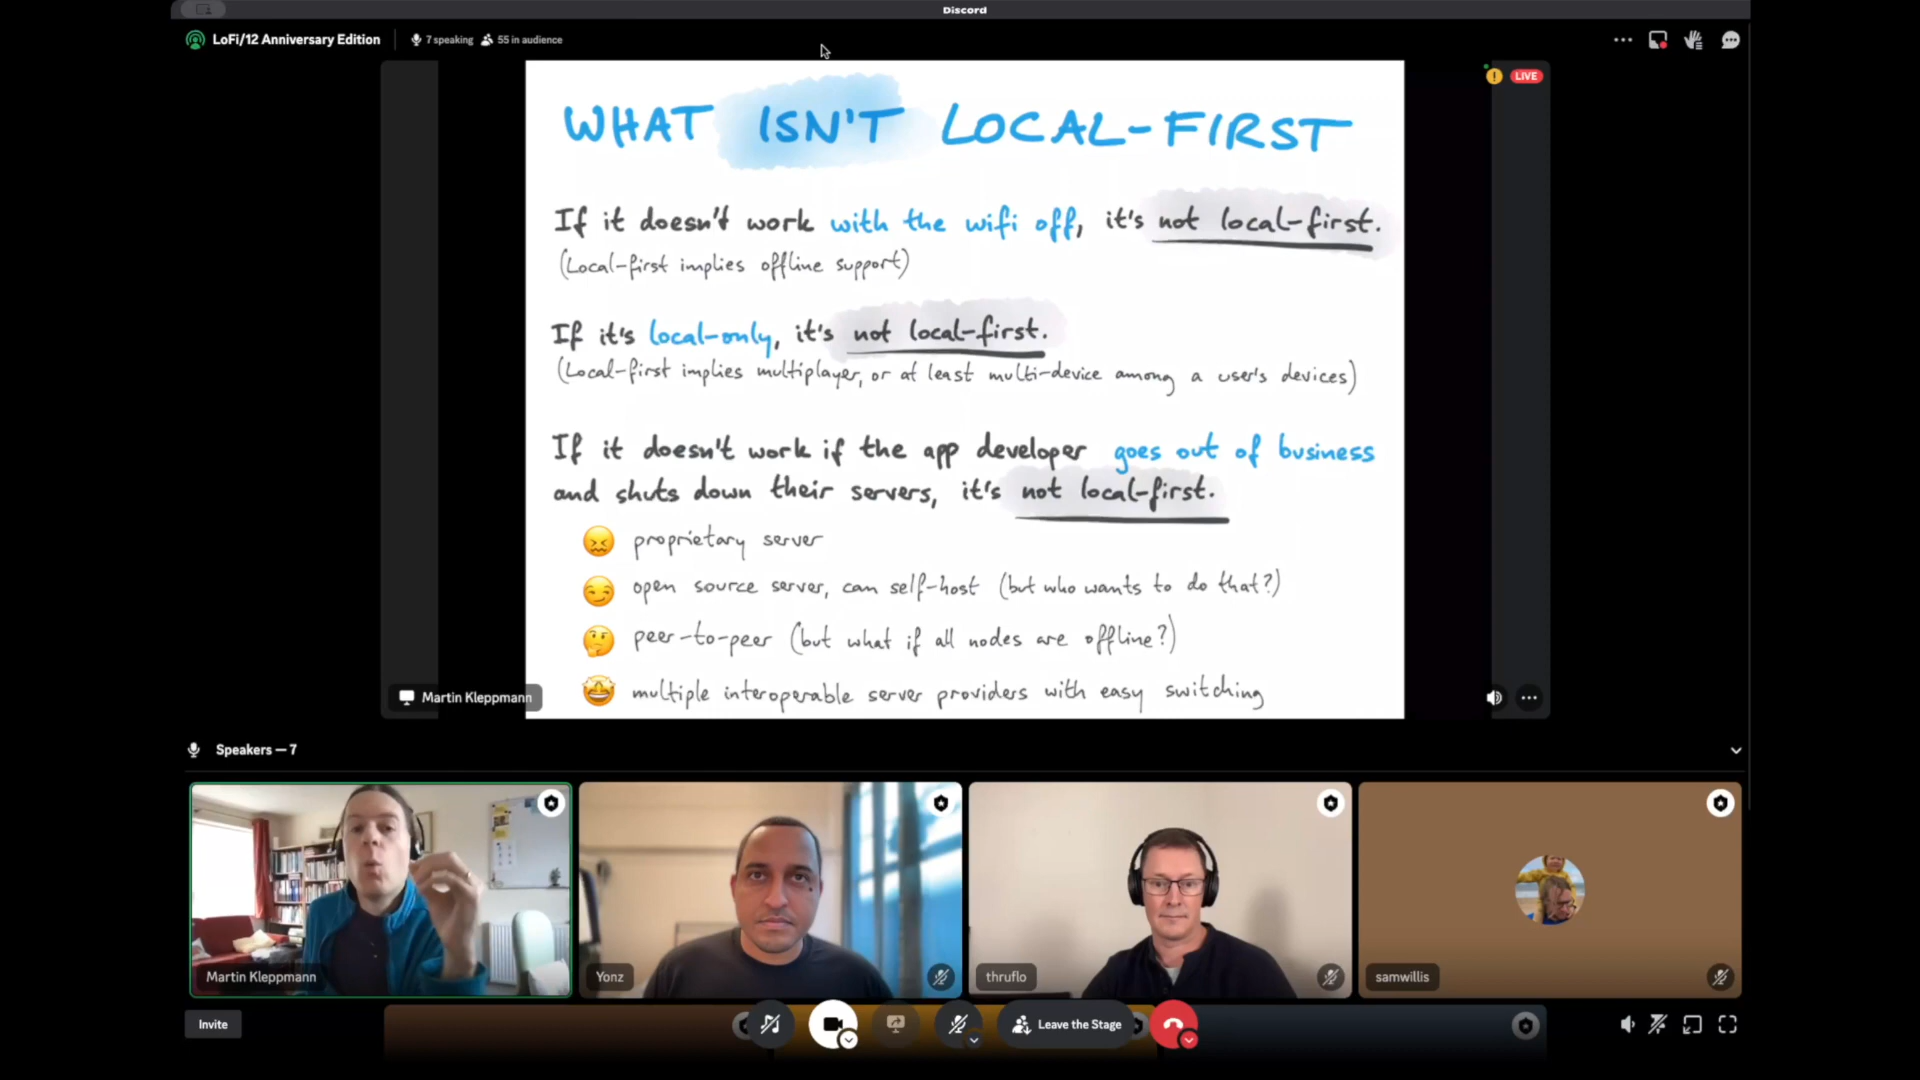 Discord
LoFi/12 Anniversary Edition
7 speaking
55 in audience
LIVE
WHAT ISN'T LOCAL-FIRST
If it doesn't work with the wifi off, it's not local-first.
(Local-first implies offline support)
If it's local-only, it's not local-first.
(Local-first implies multiplayer, or at least multi-device among a user's devices)
If it doesn't work if the app developer goes out of business
and shuts down their servers, it's not local-first.
proprietary server
open source server, can self-host (but who wants to do that?)
peer-to-peer (but what if all nodes are offline?)
multiple interoperable server providers with easy switching
Martin Kleppmann
Speakers — 7
Martin Kleppmann
Yonz
thruflo
samwillis
Invite
Leave the Stage